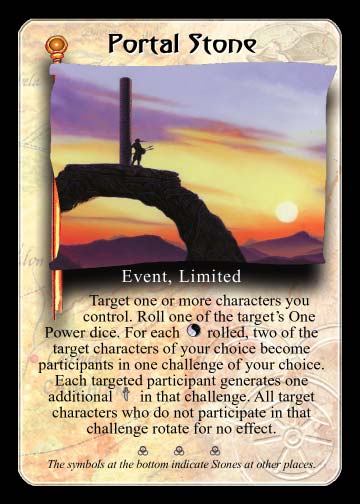 Portal Stone
Event, Limited
Target one or more characters you
control. Roll one of the target's One
Power dice. For each rolled, two of the
target characters of your choice become
participants in one challenge of your choice.
Each targeted participant generates one
additional in that challenge. All target
characters who do not participate in that
challenge rotate for no effect.
The symbols at the bottom indicate Stones at other places.